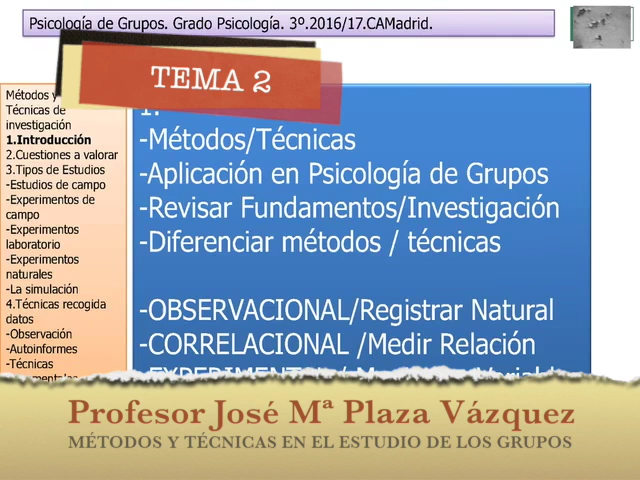 Psicología de Grupos. Grado Psicología. 3º.2016/17.CAMadrid.
TEMA 2
Métodos y
Técnicas de
investigación
1.Introducción
2.Cuestiones a valorar
3.Tipos de Estudios
-Estudios de campo
-Experimentos de
campo
-Experimentos
laboratorio
-Experimentos
naturales
-La simulación
4.Técnicas recogida
datos
-Observación
-Autoinformes
-Técnicas
1.
-Métodos/Técnicas
-Aplicación en Psicología de Grupos
-Revisar Fundamentos/Investigación
-Diferenciar métodos / técnicas
-OBSERVACIONAL/Registrar Natural
-CORRELACIONAL /Medir Relación
Profesor José Mª Plaza Vázquez
MÉTODOS Y TÉCNICAS EN EL ESTUDIO DE LOS GRUPOS